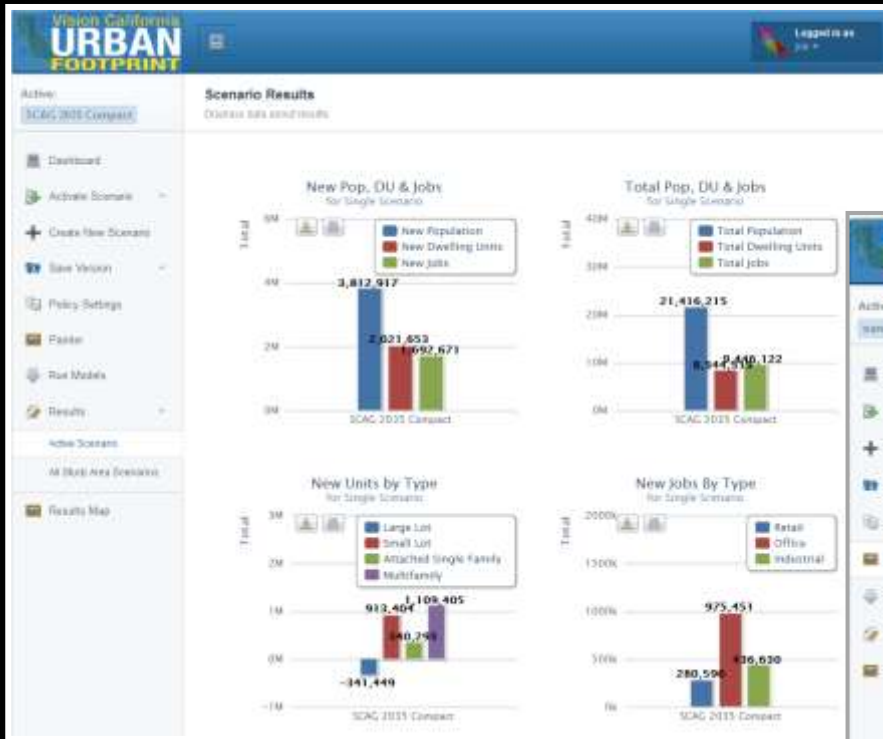 Vision California
URBAN
FOOTPRINT
Logged in as
Active:
SCAG 2035 Compact
Scenario Results
Dashboard
Activate Scenario
Create New Scenario
Save Version
Policy Settings
Painter
Run Models
Results
Active Scenario
All Study Area Scenarios
Results Map
New Pop, DU & Jobs
for Single Scenario
Total
6M
4M
2M
0M
New Population
New Dwelling Units
New Jobs
3,812,917
2,021,653
1,692,671
SCAG 2035 Compact
Total Pop, DU & Jobs
for Single Scenario
Total
40M
30M
20M
10M
0M
Total Population
Total Dwelling Units
Total Jobs
21,416,215
9,446,122
SCAG 2035 Compact
New Units by Type
for Single Scenario
Total
3M
2M
1M
0M
-1M
Large Lot
Small Lot
Attached Single Family
Multifamily
-341,449
913,404
1,109,405
SCAG 2035 Compact
New Jobs By Type
for Single Scenario
Total
2000k
1500k
1000k
500k
0k
Retail
Office
Industrial
280,590
975,451
436,630
SCAG 2035 Compact